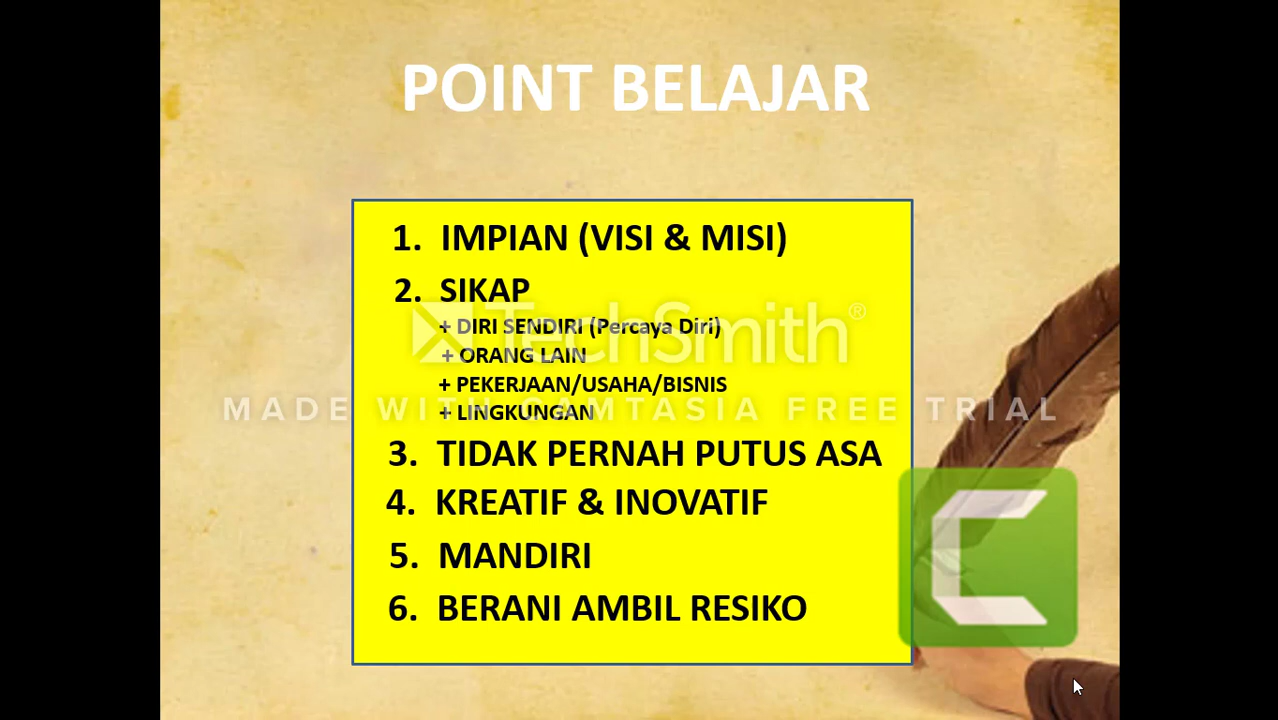 POINT BELAJAR
1. IMPIAN (VISI & MISI)
2. SIKAP
+ DIRI SENDIRI (Percaya Diri)
+ ORANG LAIN
+ PEKERJAAN/USAHA/BISNIS
+ LINGKUNGAN
3. TIDAK PERNAH PUTUS ASA
4. KREATIF & INOVATIF
5. MANDIRI
6. BERANI AMBIL RESIKO
TechSmith®
MADE WITH CAMTASIA FREE TRIAL